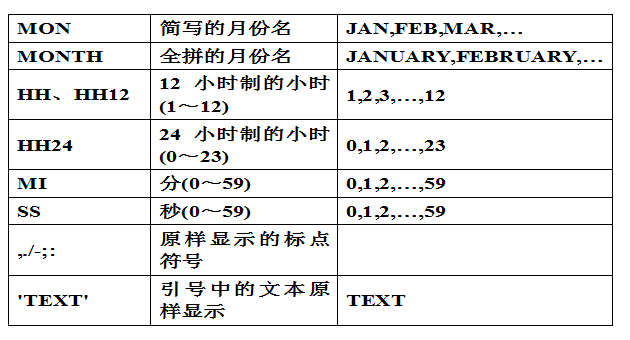 MON 简写的月份名 JAN,FEB,MAR,…
MONTH 全拼的月份名 JANUARY,FEBRUARY,…
HH、HH12 12 小时制的小时 1,2,3,…,12
(1～12)
HH24 24 小时制的小时 0,1,2,…,23
(0～23)
MI 分(0～59) 0,1,2,…,59
SS 秒(0～59) 0,1,2,…,59
,./-;: 原样显示的标点
符号
'TEXT' 引号中的文本原 TEXT
样显示